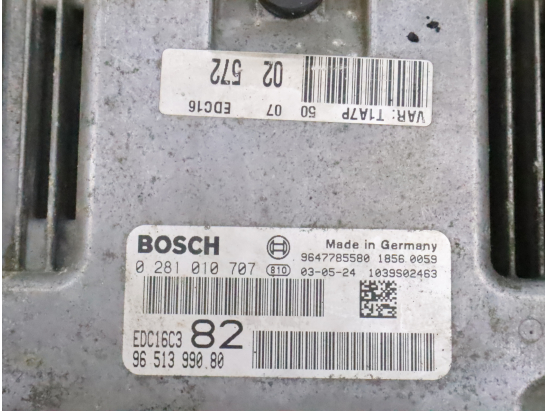 VAR: T1A7P 50 07 EDC16
02 572
BOSCH
Made in Germany
9647785580 1856.0059
0 281 010 707 810 03-05-24 1039S02463
EDC16C3 82
96 513 990.80